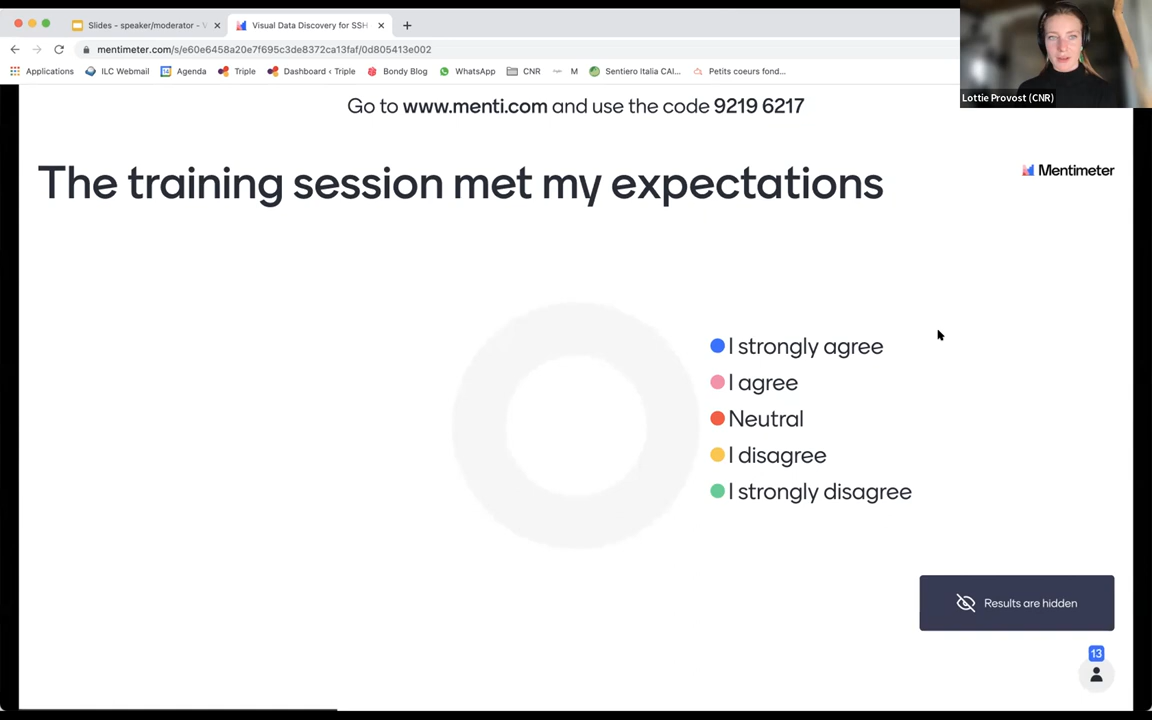 Slides - speaker/moderator - V
Visual Data Discovery for SSH
mentimeter.com/s/e60e6458a20e7f695c3de8372ca13faf/0d805413e002
Applications ILC Webmail Agenda Triple Dashboard ‹ Triple Bondy Blog WhatsApp CNR M Sentiero Italia CAI... Petits coeurs fond...
Lottie Provost (CNR)
Go to www.menti.com and use the code 9219 6217
The training session met my expectations
Mentimeter
I strongly agree
I agree
Neutral
I disagree
I strongly disagree
Results are hidden
13